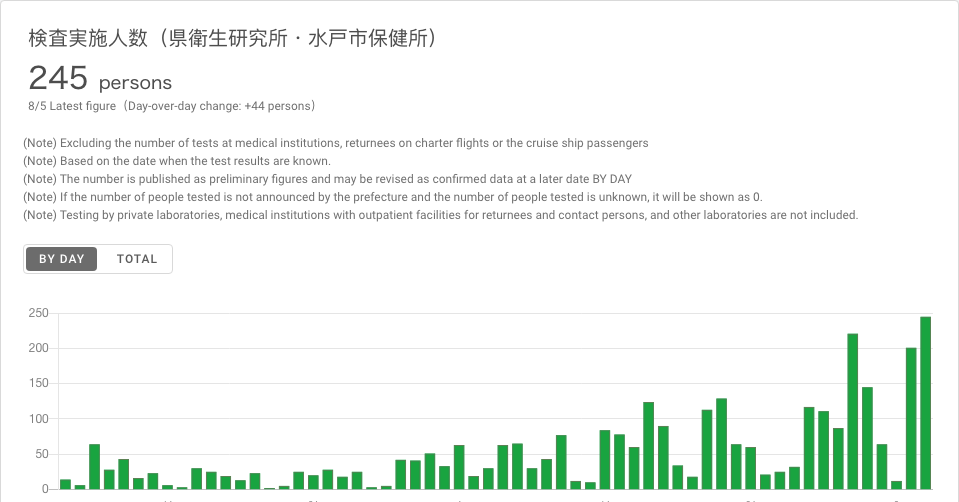 検査実施人数（県衛生研究所・水戸市保健所）
245 persons
8/5 Latest figure（Day-over-day change: +44 persons）
(Note) Excluding the number of tests at medical institutions, returnees on charter flights or the cruise ship passengers
(Note) Based on the date when the test results are known.
(Note) The number is published as preliminary figures and may be revised as confirmed data at a later date BY DAY
(Note) If the number of people tested is not announced by the prefecture and the number of people tested is unknown, it will be shown as 0.
(Note) Testing by private laboratories, medical institutions with outpatient facilities for returnees and contact persons, and other laboratories are not included.
BY DAY TOTAL
250
200
150
100
50
0